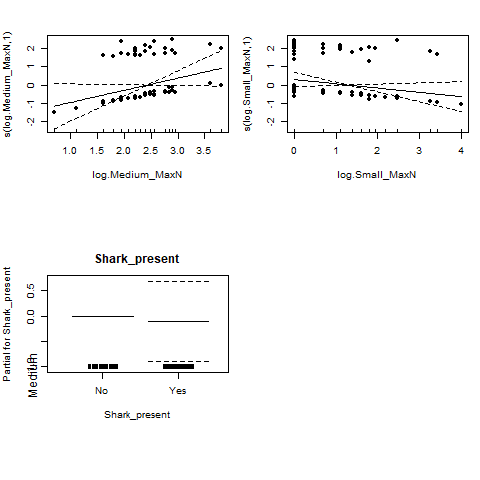 s(log.Medium_MaxN,1)
2
1
0
-1
-2
1.0 1.5 2.0 2.5 3.0 3.5
log.Medium_MaxN
s(log.Small_MaxN,1)
2
1
0
-1
-2
0 1 2 3 4
log.Small_MaxN
Shark_present
Partial for Shark_present
Medium
0.5
0.0
No Yes
Shark_present